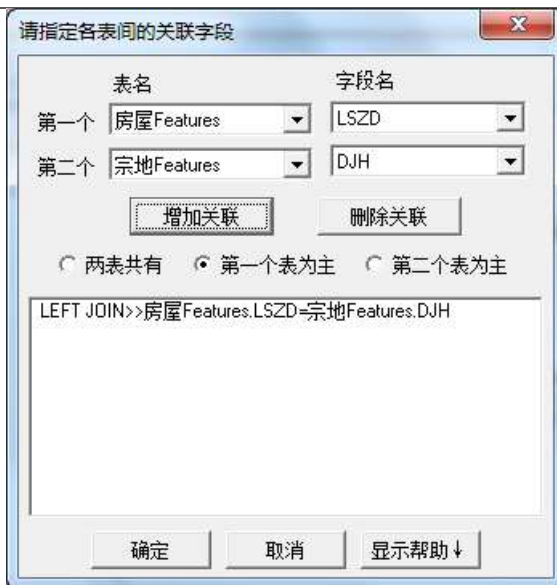 请指定各表间的关联字段
表名 字段名
第一个 房屋Features LSZD
第二个 宗地Features DJH
增加关联 删除关联
两表共有 第一个表为主 第二个表为主
LEFT JOIN>>房屋Features.LSZD=宗地Features.DJH
确定 取消 显示帮助↓